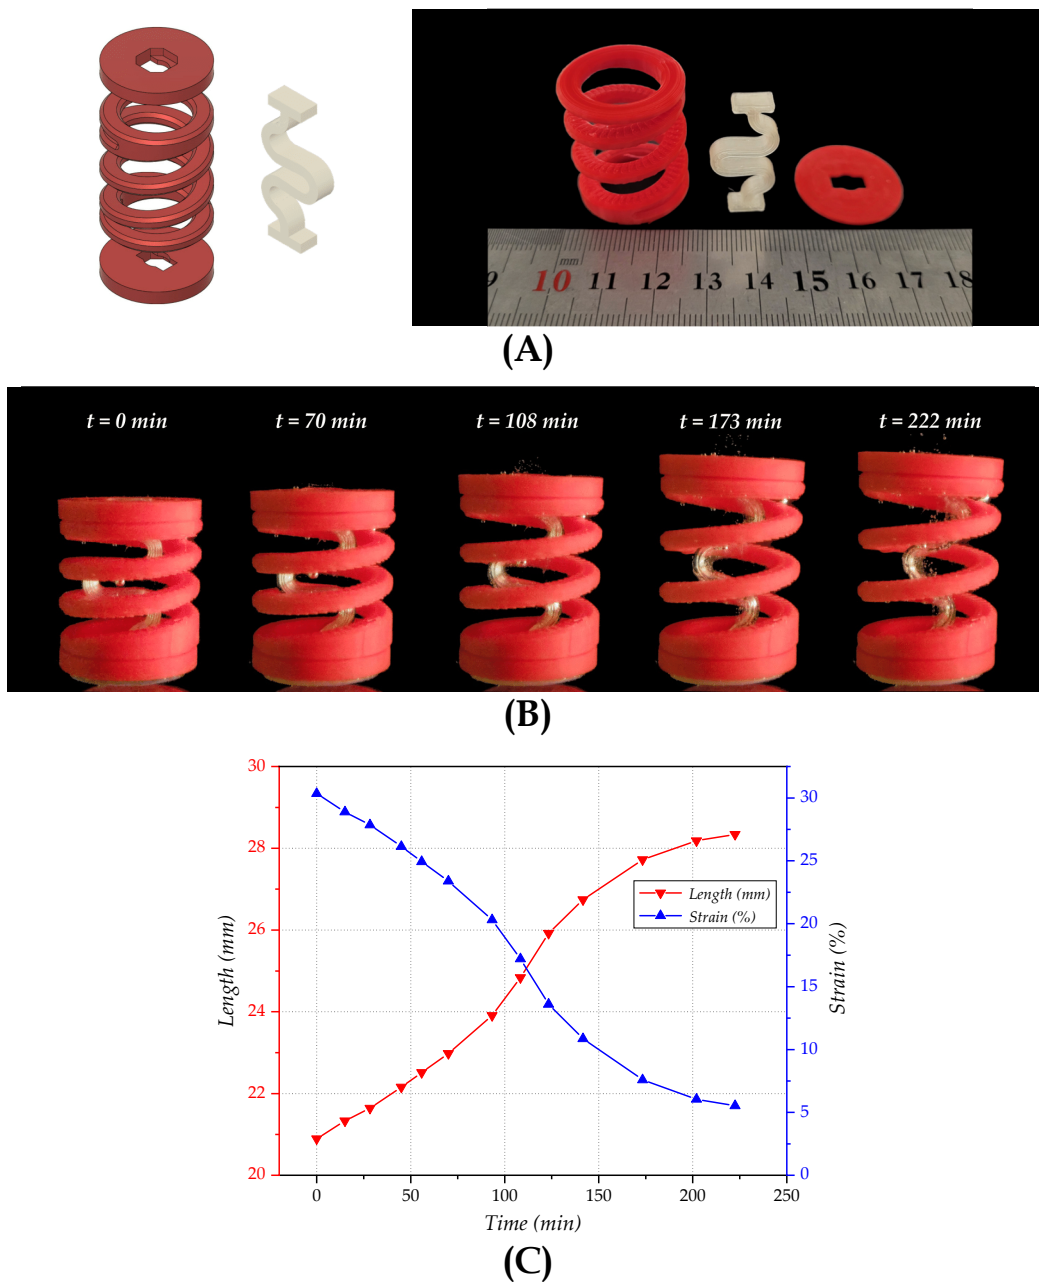 mm
9 10 11 12 13 14 15 16 17 18
(A)
t = 0 min t = 70 min t = 108 min t = 173 min t = 222 min
(B)
30
28
26
24
22
20
Length (mm)
Length (mm)
Strain (%)
30
25
20
15
10
5
0
Strain (%)
0 50 100 150 200 250
Time (min)
(C)